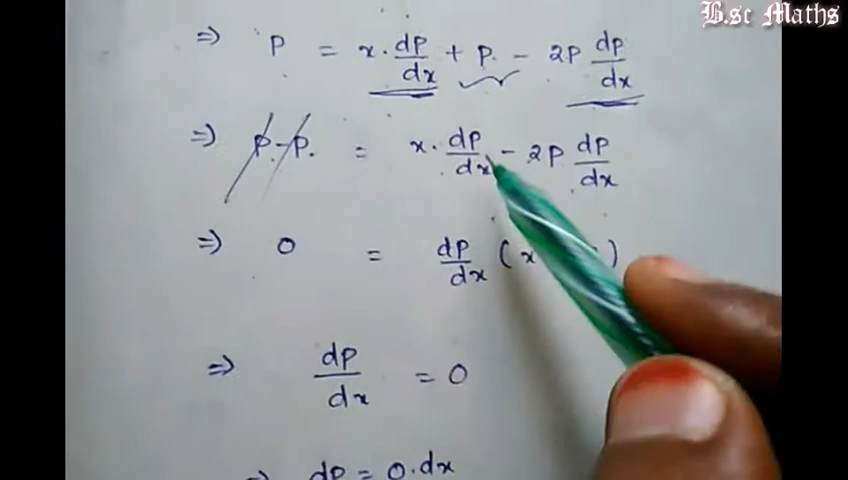 B.sc Maths
⇒ p = x. dp/dx + p - 2p dp/dx
⇒ p-p. = x. dp/dx - 2p dp/dx
⇒ 0 = dp/dx ( x )
⇒ dp/dx = 0
⇒ dp = 0.dx